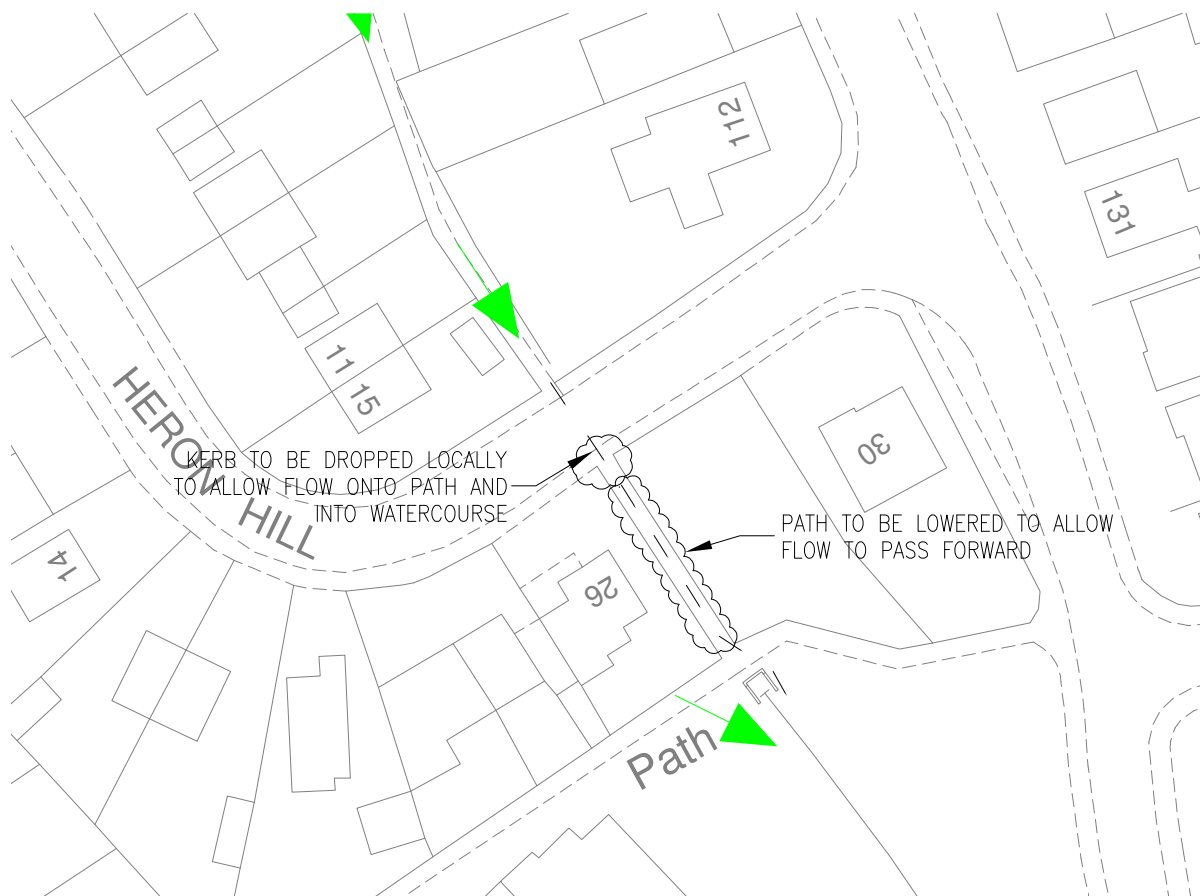 112
131
11 15
HERON HILL
KERB TO BE DROPPED LOCALLY
TO ALLOW FLOW ONTO PATH AND
INTO WATERCOURSE
30
PATH TO BE LOWERED TO ALLOW
FLOW TO PASS FORWARD
14
26
Path